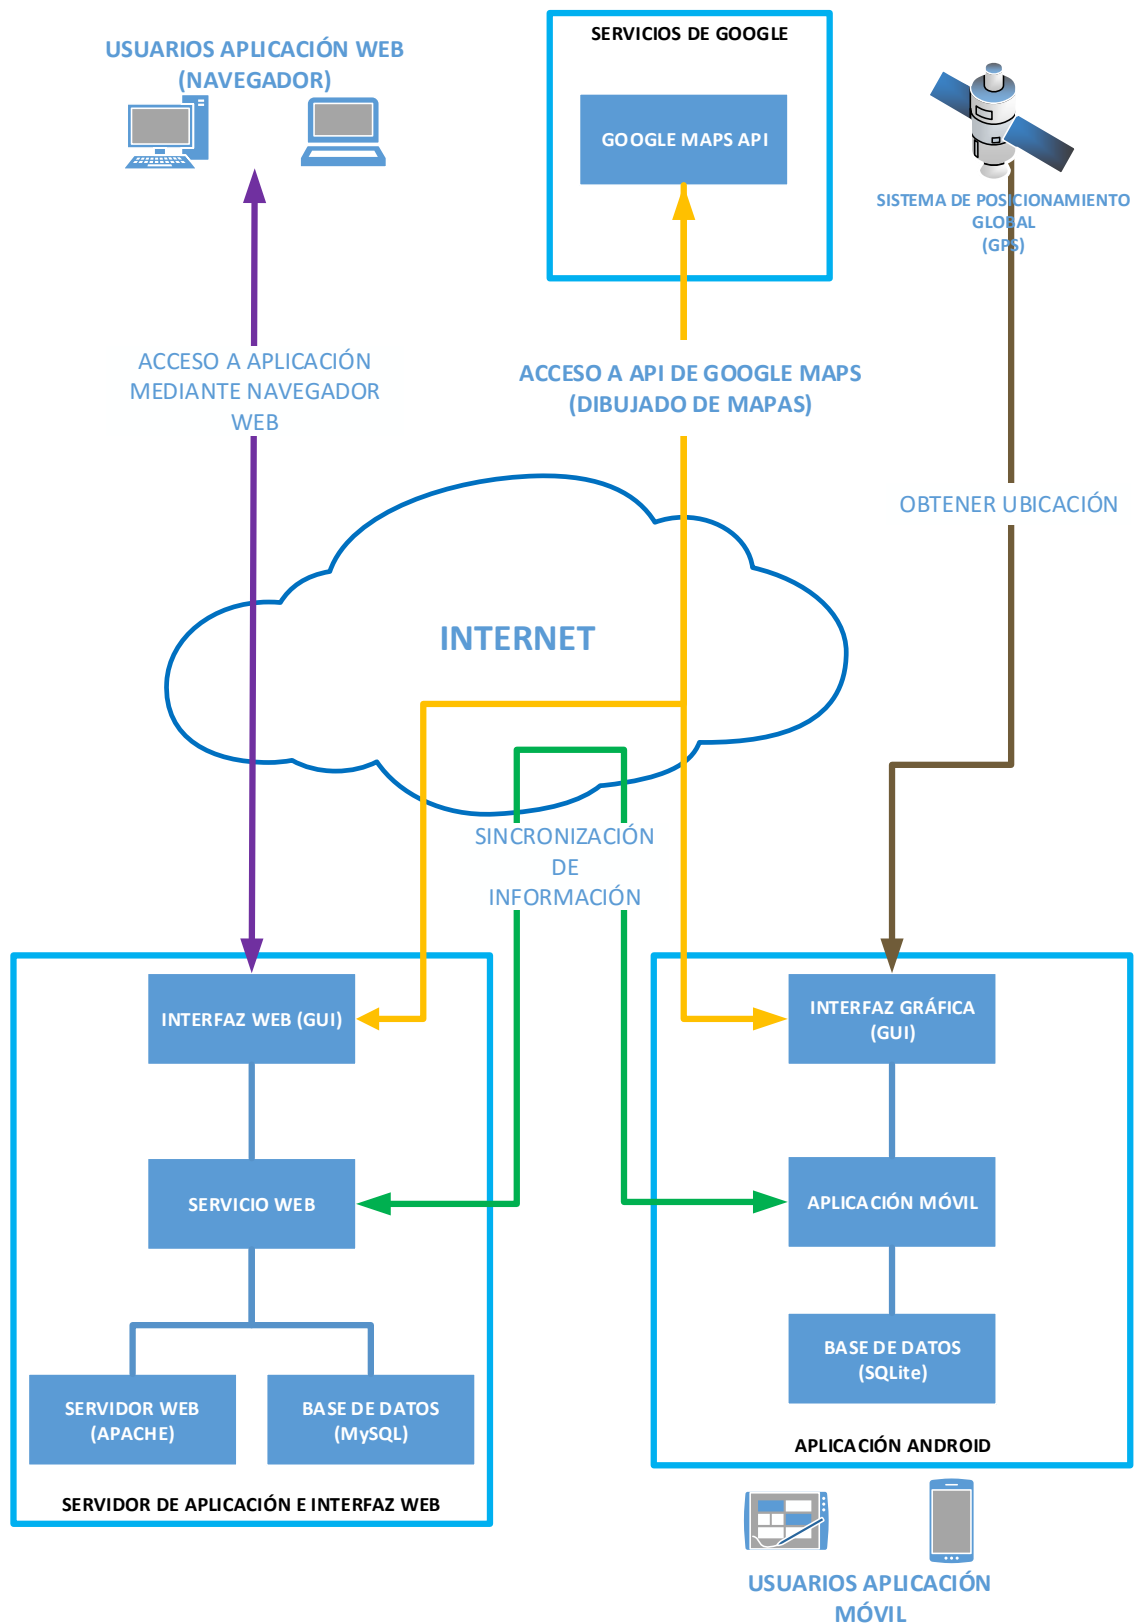 USUARIOS APLICACIÓN WEB
(NAVEGADOR)
SERVICIOS DE GOOGLE
GOOGLE MAPS API
SISTEMA DE POSICIONAMIENTO
GLOBAL
(GPS)
ACCESO A APLICACIÓN
MEDIANTE NAVEGADOR
WEB
ACCESO A API DE GOOGLE MAPS
(DIBUJADO DE MAPAS)
OBTENER UBICACIÓN
INTERNET
SINCRONIZACIÓN
DE
INFORMACIÓN
INTERFAZ WEB (GUI)
SERVICIO WEB
SERVIDOR WEB
(APACHE)
BASE DE DATOS
(MySQL)
SERVIDOR DE APLICACIÓN E INTERFAZ WEB
INTERFAZ GRÁFICA
(GUI)
APLICACIÓN MÓVIL
BASE DE DATOS
(SQLite)
APLICACIÓN ANDROID
USUARIOS APLICACIÓN
MÓVIL